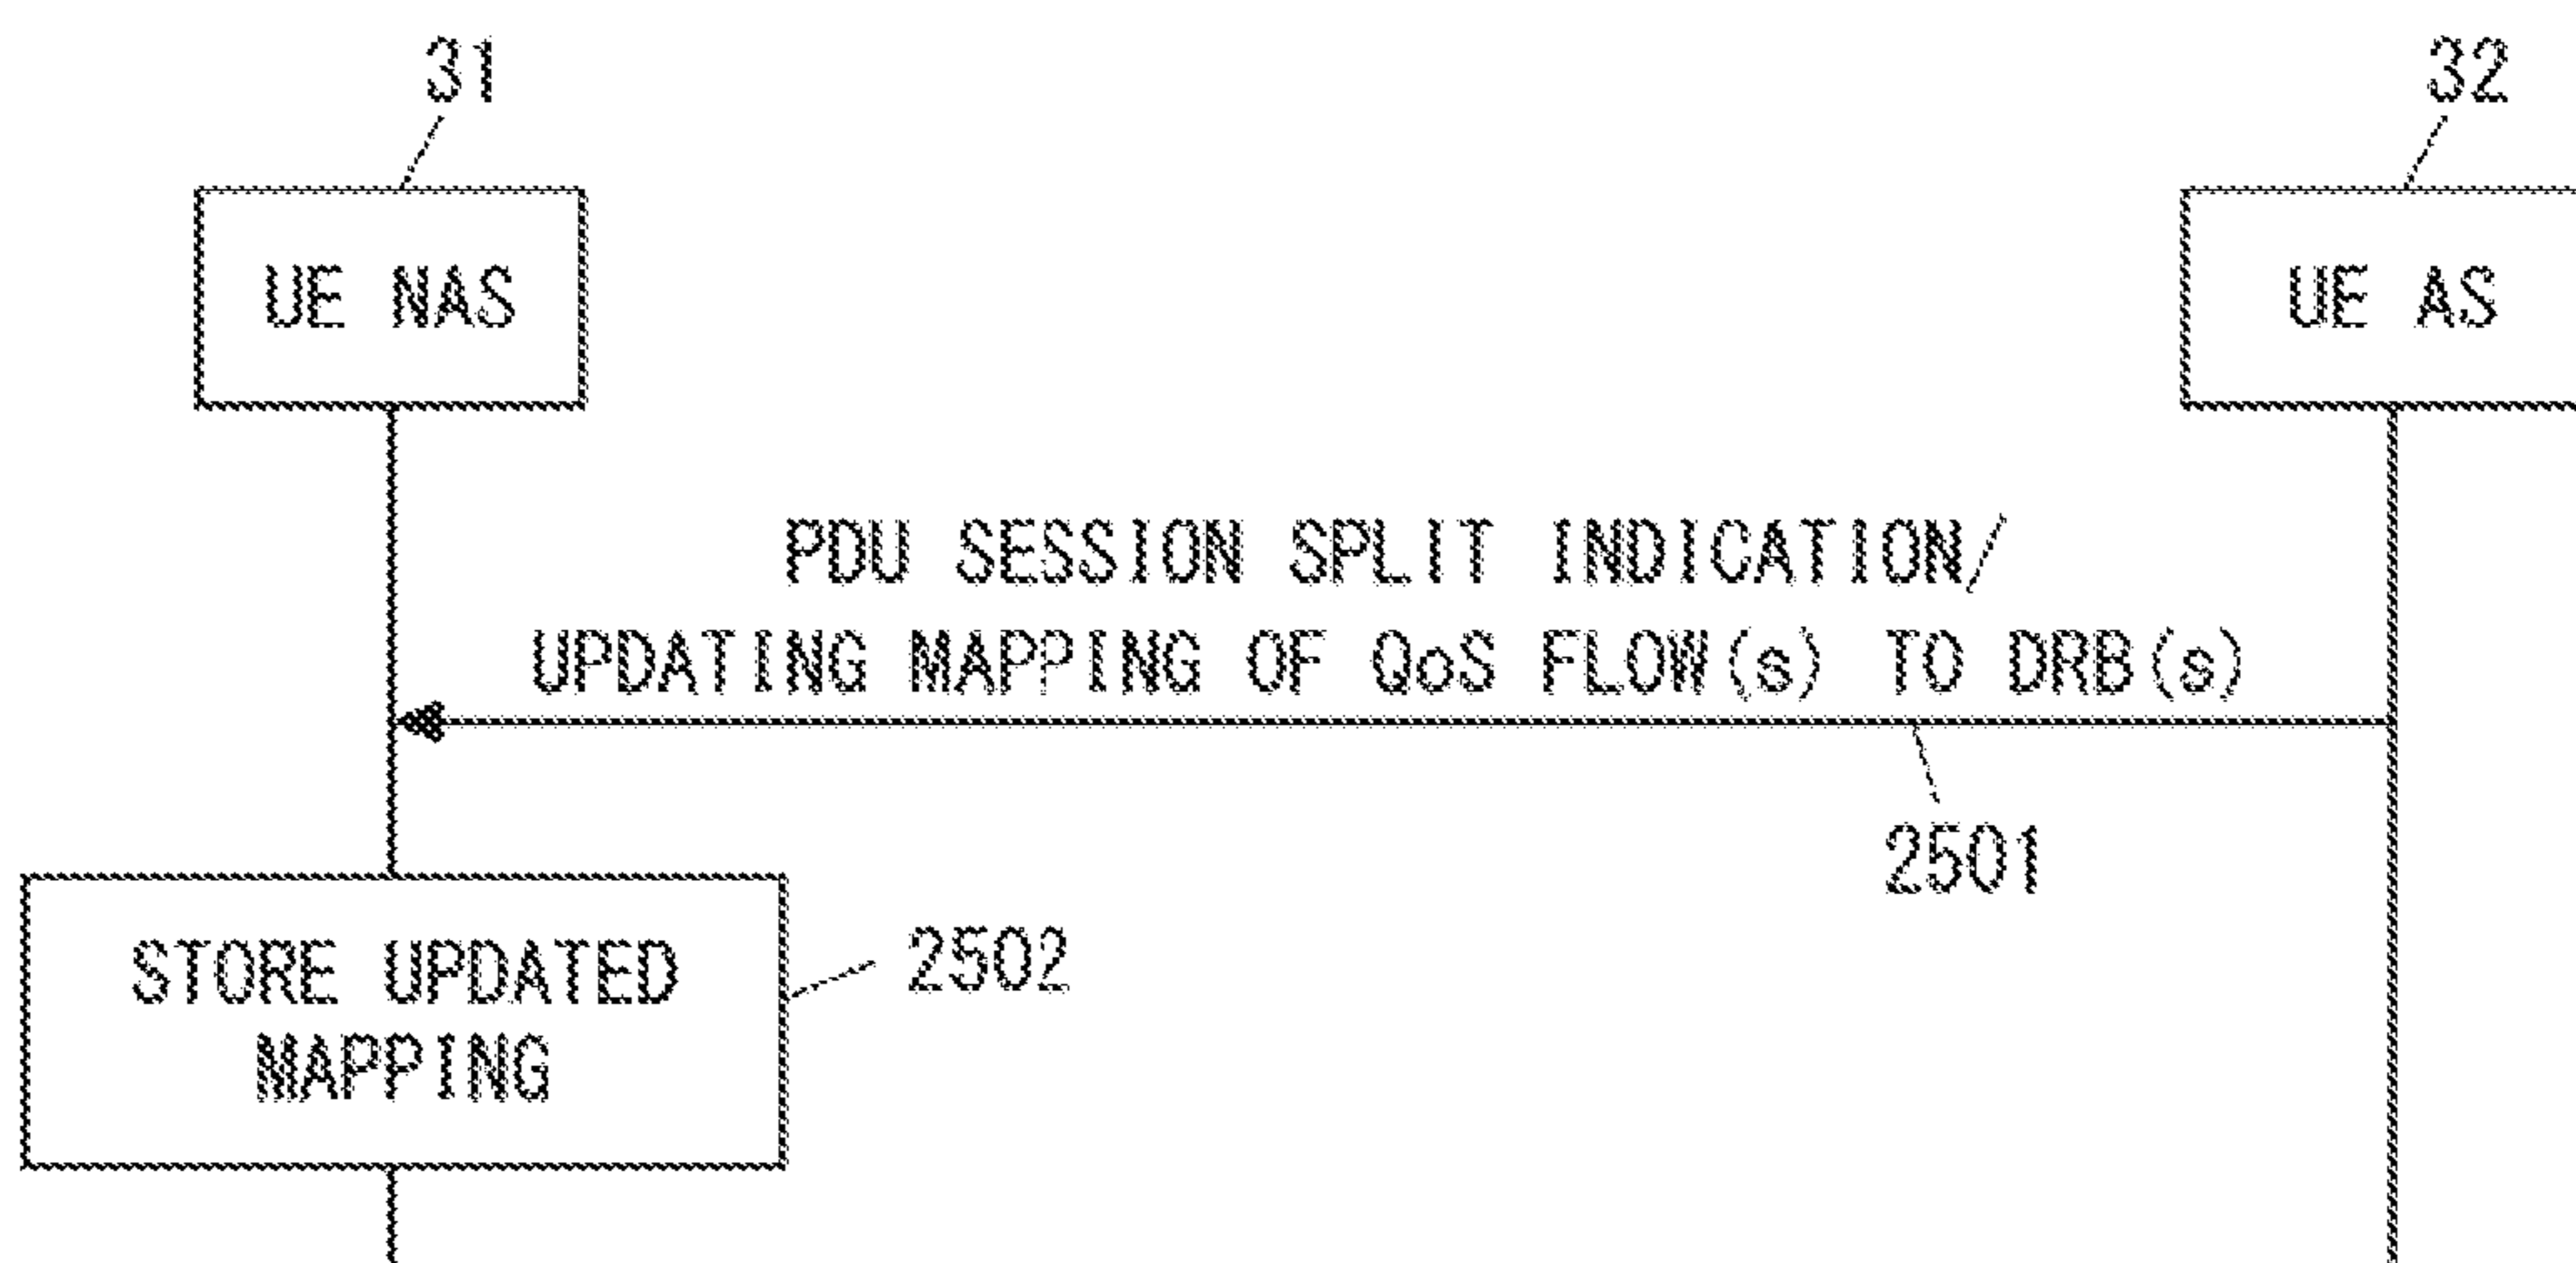 31
32
UE NAS
UE AS
PDU SESSION SPLIT INDICATION/
UPDATING MAPPING OF QoS FLOW(s) TO DRB(s)
2501
STORE UPDATED
MAPPING
2502